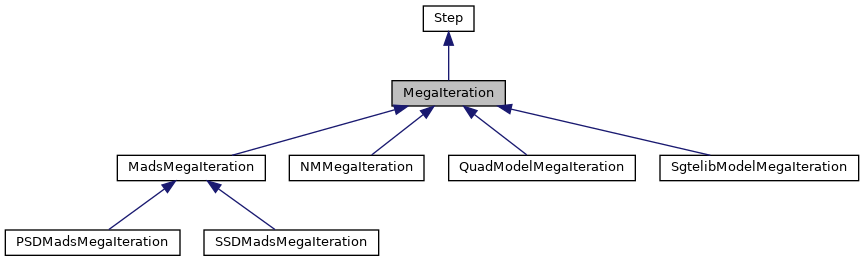 Step
MegaIteration
MadsMegaIteration
NMMegaIteration
QuadModelMegaIteration
SgtelibModelMegaIteration
PSDMadsMegaIteration
SSDMadsMegaIteration